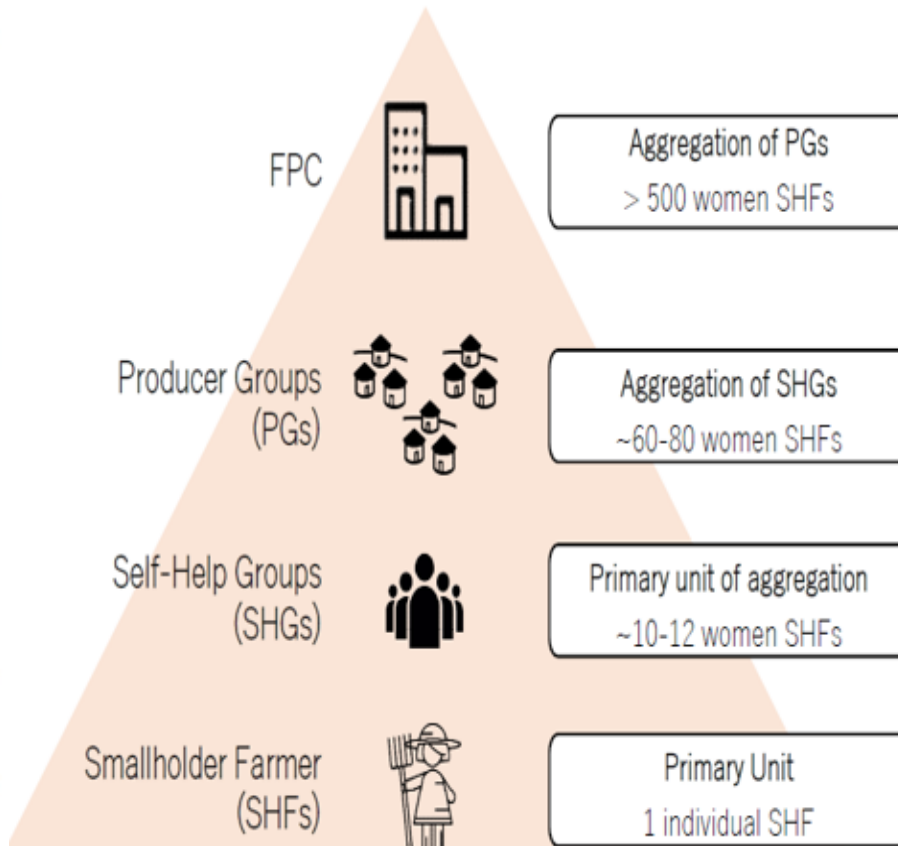 FPC
Aggregation of PGs
> 500 women SHFs
Producer Groups
(PGs)
Aggregation of SHGs
~60-80 women SHFs
Self-Help Groups
(SHGs)
Primary unit of aggregation
~10-12 women SHFs
Smallholder Farmer
(SHFs)
Primary Unit
1 individual SHF